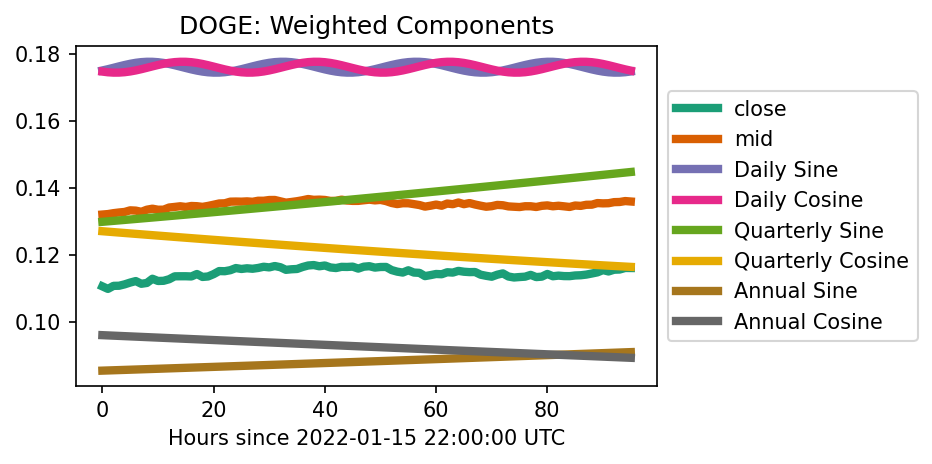 DOGE: Weighted Components
0.18
0.16
0.14
0.12
0.10
0 20 40 60 80
Hours since 2022-01-15 22:00:00 UTC
close
mid
Daily Sine
Daily Cosine
Quarterly Sine
Quarterly Cosine
Annual Sine
Annual Cosine